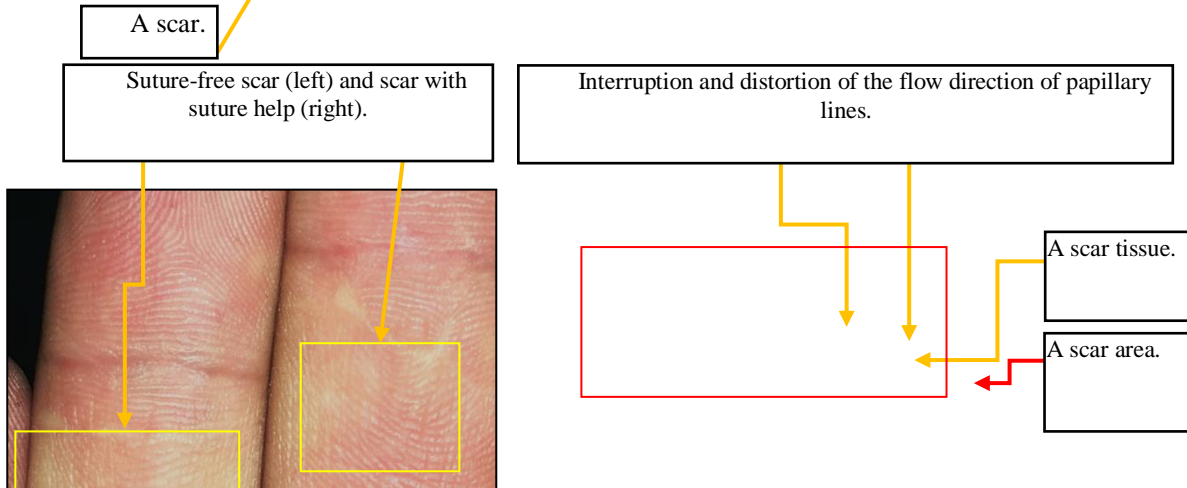 A scar.
Suture-free scar (left) and scar with
suture help (right).
Interruption and distortion of the flow direction of papillary
lines.
A scar tissue.
A scar area.